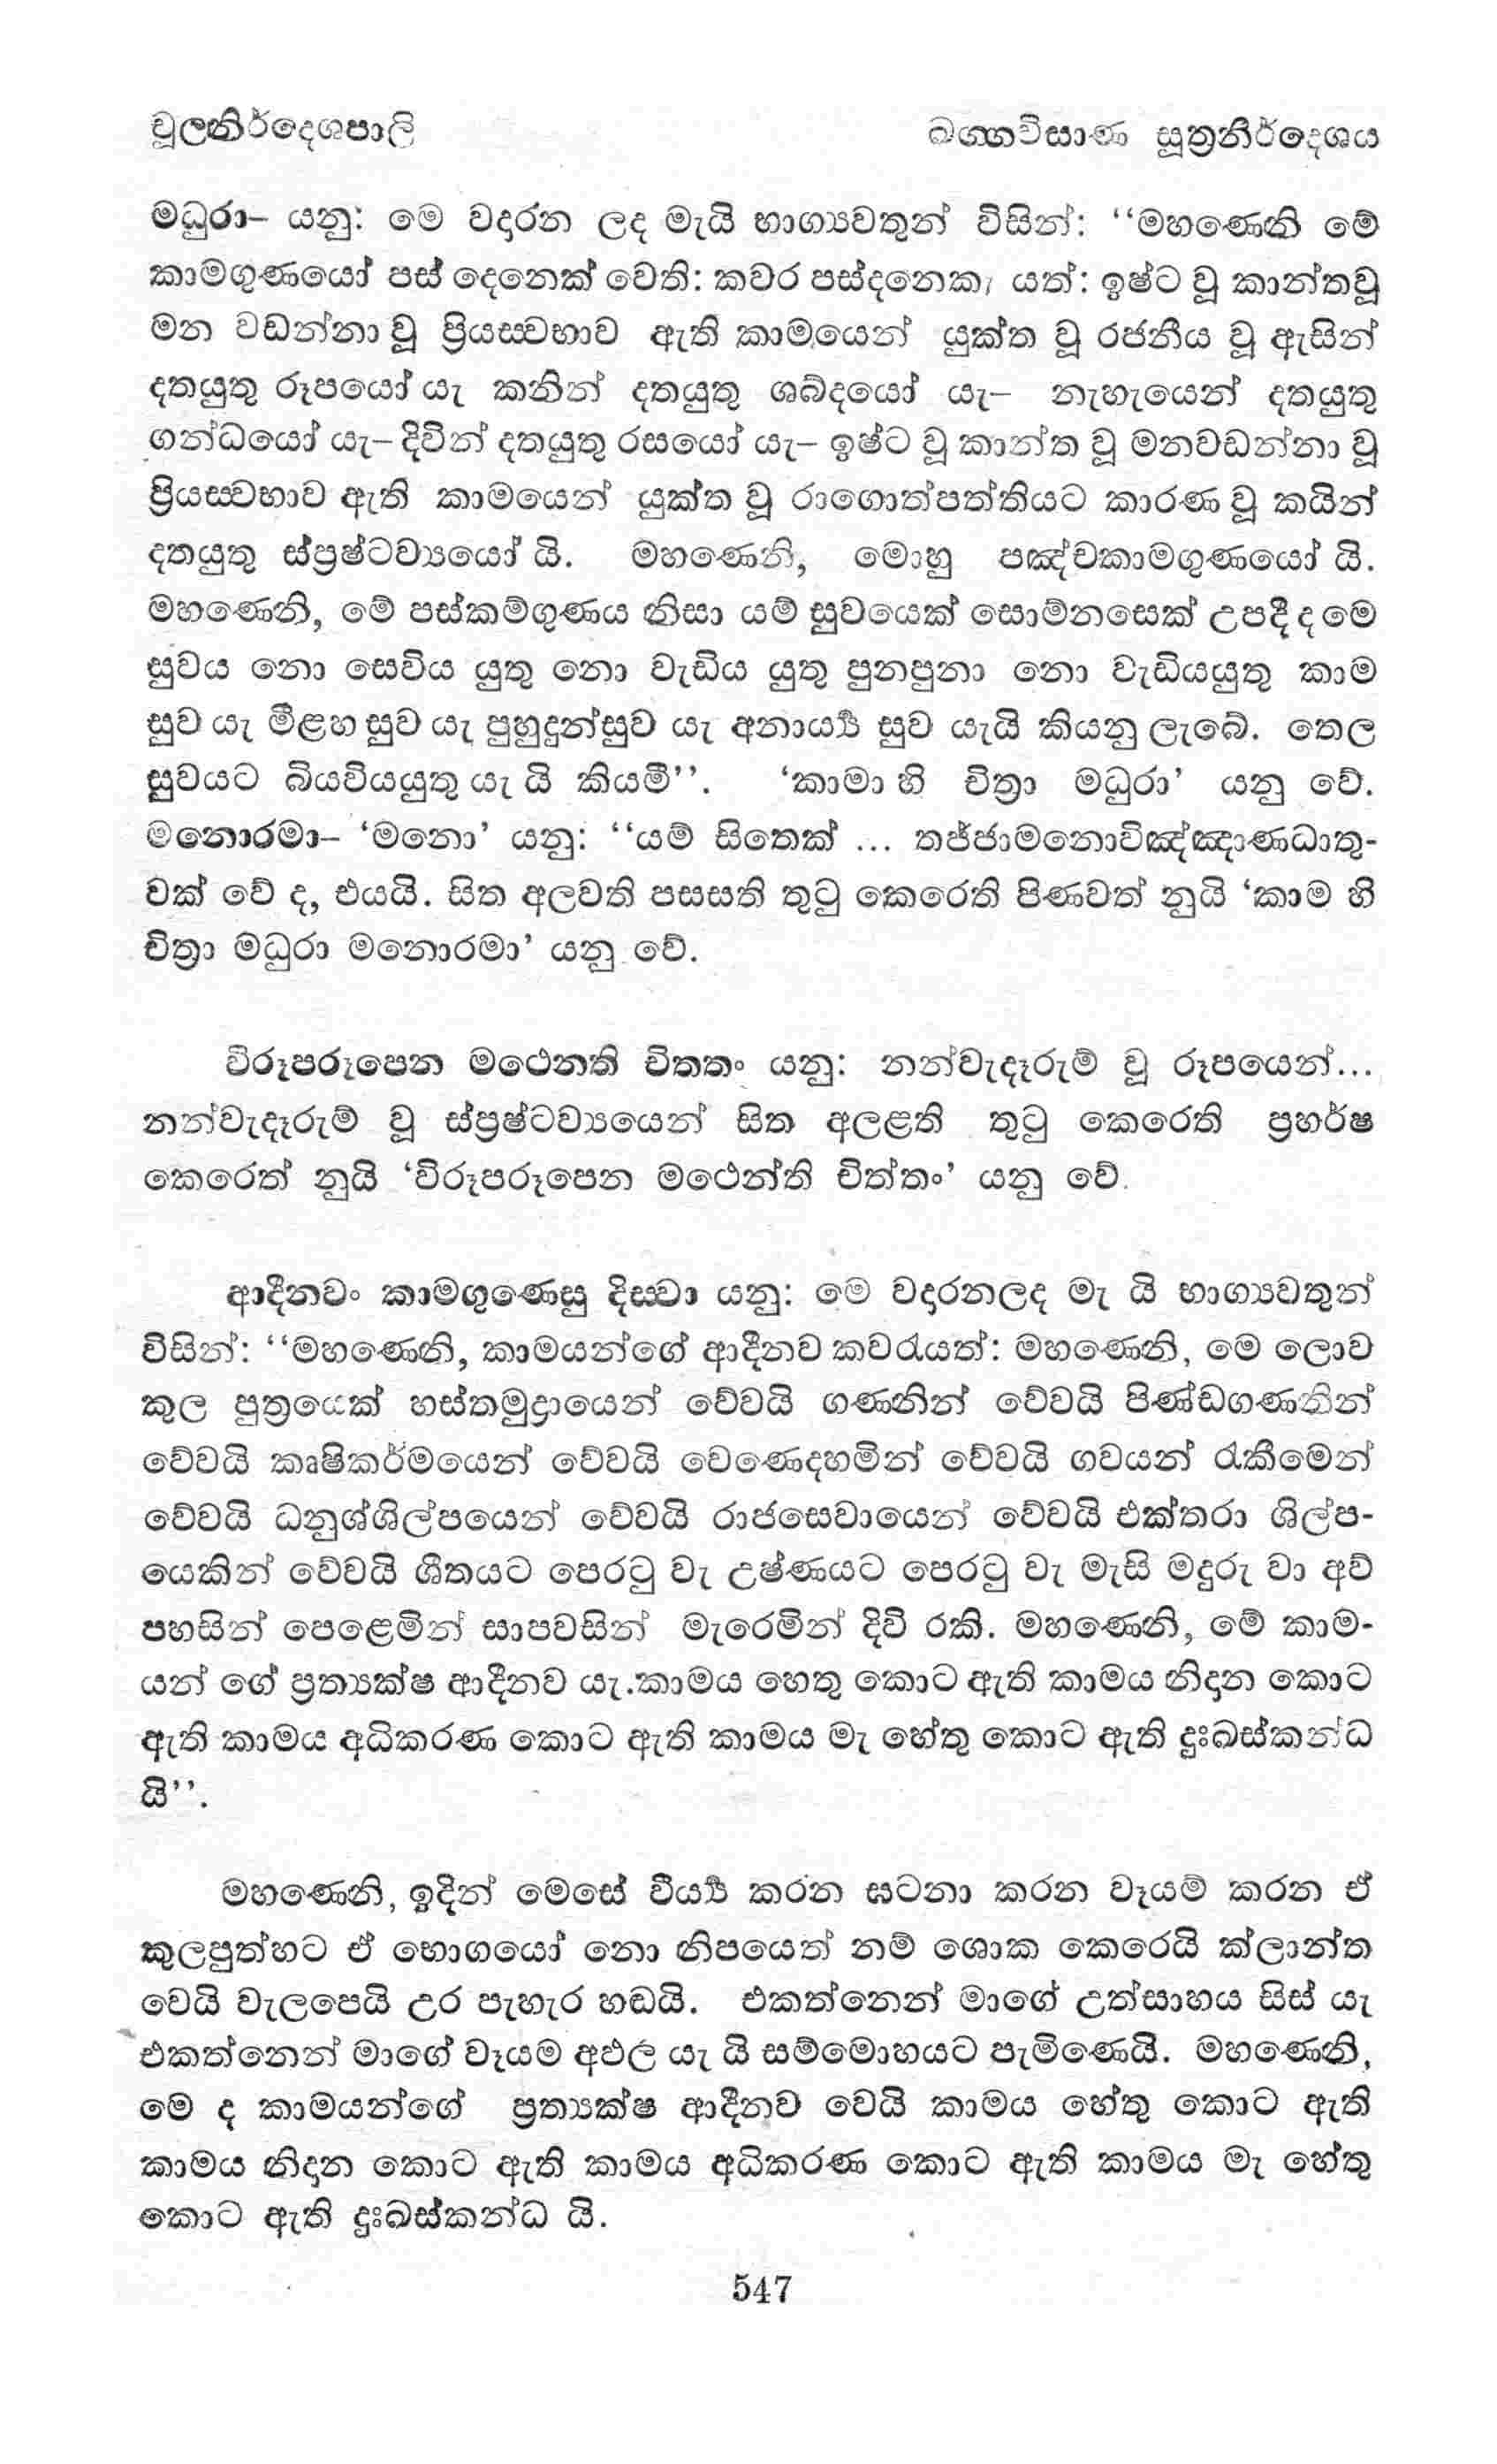 චූලනිර්දෙශපාලි ඛග්ගවිසාණ සූත්‍රනිර්දෙශය
මධුරා– යනු: මෙ වදාරන ලද මැයි භාග්‍යවතුන් විසින්: “මහණෙනි මේ
කාමගුණයෝ පස් දෙනෙක් වෙති: කවර පස්දනෙක, යත්: ඉෂ්ට වූ කාන්තවූ
මන වඩන්නා වූ ප්‍රියස්වභාව ඇති කාමයෙන් යුක්ත වූ රජනීය වූ ඇසින්
දතයුතු රූපයෝ යැ කනින් දතයුතු ශබ්දයෝ යැ– නැහැයෙන් දතයුතු
ගන්ධයෝ යැ– දිවින් දතයුතු රසයෝ යැ– ඉෂ්ට වූ කාන්ත වූ මනවඩන්නා වූ
ප්‍රියස්වභාව ඇති කාමයෙන් යුක්ත වූ රාගොත්පත්තියට කාරණ වූ කයින්
දතයුතු ස්ප්‍රෂ්ටව්‍යයෝ යි. මහණෙනි, මොහු පඤ්චකාමගුණයෝ යි.
මහණෙනි, මේ පස්කම්ගුණය නිසා යම් සුවයෙක් සොම්නසෙක් උපදී ද මෙ
සුවය නො සෙවිය යුතු නො වැඩිය යුතු පුනපුනා නො වැඩියයුතු කාම
සුව යැ මීළහ සුව යැ පුහුදුන්සුව යැ අනාර්‍ය්‍ය සුව යැයි කියනු ලැබේ. තෙල
සුවයට බියවියයුතු යැ යි කියමි”. ‘කාමා හි චිත්‍රා මධුරා’ යනු වේ.
මනොරමා– ‘මනො’ යනු: “යම් සිතෙක් ... තජ්ජාමනොවිඤ්ඤාණධාතු-
වක් වේ ද, එයයි. සිත අලවති පසසති තුටු කෙරෙති පිණවත් නුයි ‘කාම හි
චිත්‍රා මධුරා මනොරමා’ යනු වේ.
විරූපරූපෙන මථෙනති චිතතං යනු: නන්වැදෑරුම් වූ රූපයෙන්...
නන්වැදෑරුම් වූ ස්ප්‍රෂ්ටව්‍යයෙන් සිත අලළති තුටු කෙරෙති ප්‍රහර්ෂ
කෙරෙත් නුයි ‘විරූපරූපෙන මථෙන්ති චිත්තං’ යනු වේ.
ආදීනවං කාමගුණෙසු දිස්වා යනු: මෙ වදාරනලද මැ යි භාග්‍යවතුන්
විසින්: “මහණෙනි, කාමයන්ගේ ආදීනව කවරැයත්: මහණෙනි, මෙ ලොව
කුල පුත්‍රයෙක් හස්තමුද්‍රායෙන් වේවයි ගණනින් වේවයි පිණ්ඩගණනින්
වේවයි කෘෂිකර්මයෙන් වේවයි වෙණෙදහමින් වේවයි ගවයන් රැකීමෙන්
වේවයි ධනුශ්ශිල්පයෙන් වේවයි රාජසෙවායෙන් වේවයි එක්තරා ශිල්ප-
යෙකින් වේවයි ශීතයට පෙරටු වැ උෂ්ණයට පෙරටු වැ මැසි මදුරු වා අව්
පහසින් පෙළෙමින් සාපවසින් මැරෙමින් දිවි රකි. මහණෙනි, මේ කාම-
යන් ගේ ප්‍රත්‍යක්ෂ ආදීනව යැ.කාමය හෙතු කොට ඇති කාමය නිදාන කොට
ඇති කාමය අධිකරණ කොට ඇති කාමය මැ හේතු කොට ඇති දුඃඛස්කන්ධ
යි”.
මහණෙනි, ඉදින් මෙසේ වීර්‍ය්‍ය කරන ඝටනා කරන වෑයම් කරන ඒ
කුලපුත්හට ඒ භොගයෝ නො නිපයෙත් නම් ශොක කෙරෙයි ක්ලාන්ත
වෙයි වැලපෙයි උර පැහැර හඬයි. එකත්නෙන් මාගේ උත්සාහය සිස් යැ
එකත්නෙන් මාගේ වෑයම අඵල යැ යි සම්මොහයට පැමිණෙයි. මහණෙනි,
මෙ ද කාමයන්ගේ ප්‍රත්‍යක්ෂ ආදීනව වෙයි කාමය හේතු කොට ඇති
කාමය නිදාන කොට ඇති කාමය අධිකරණ කොට ඇති කාමය මැ හේතු
කොට ඇති දුඃඛස්කන්ධ යි.
547